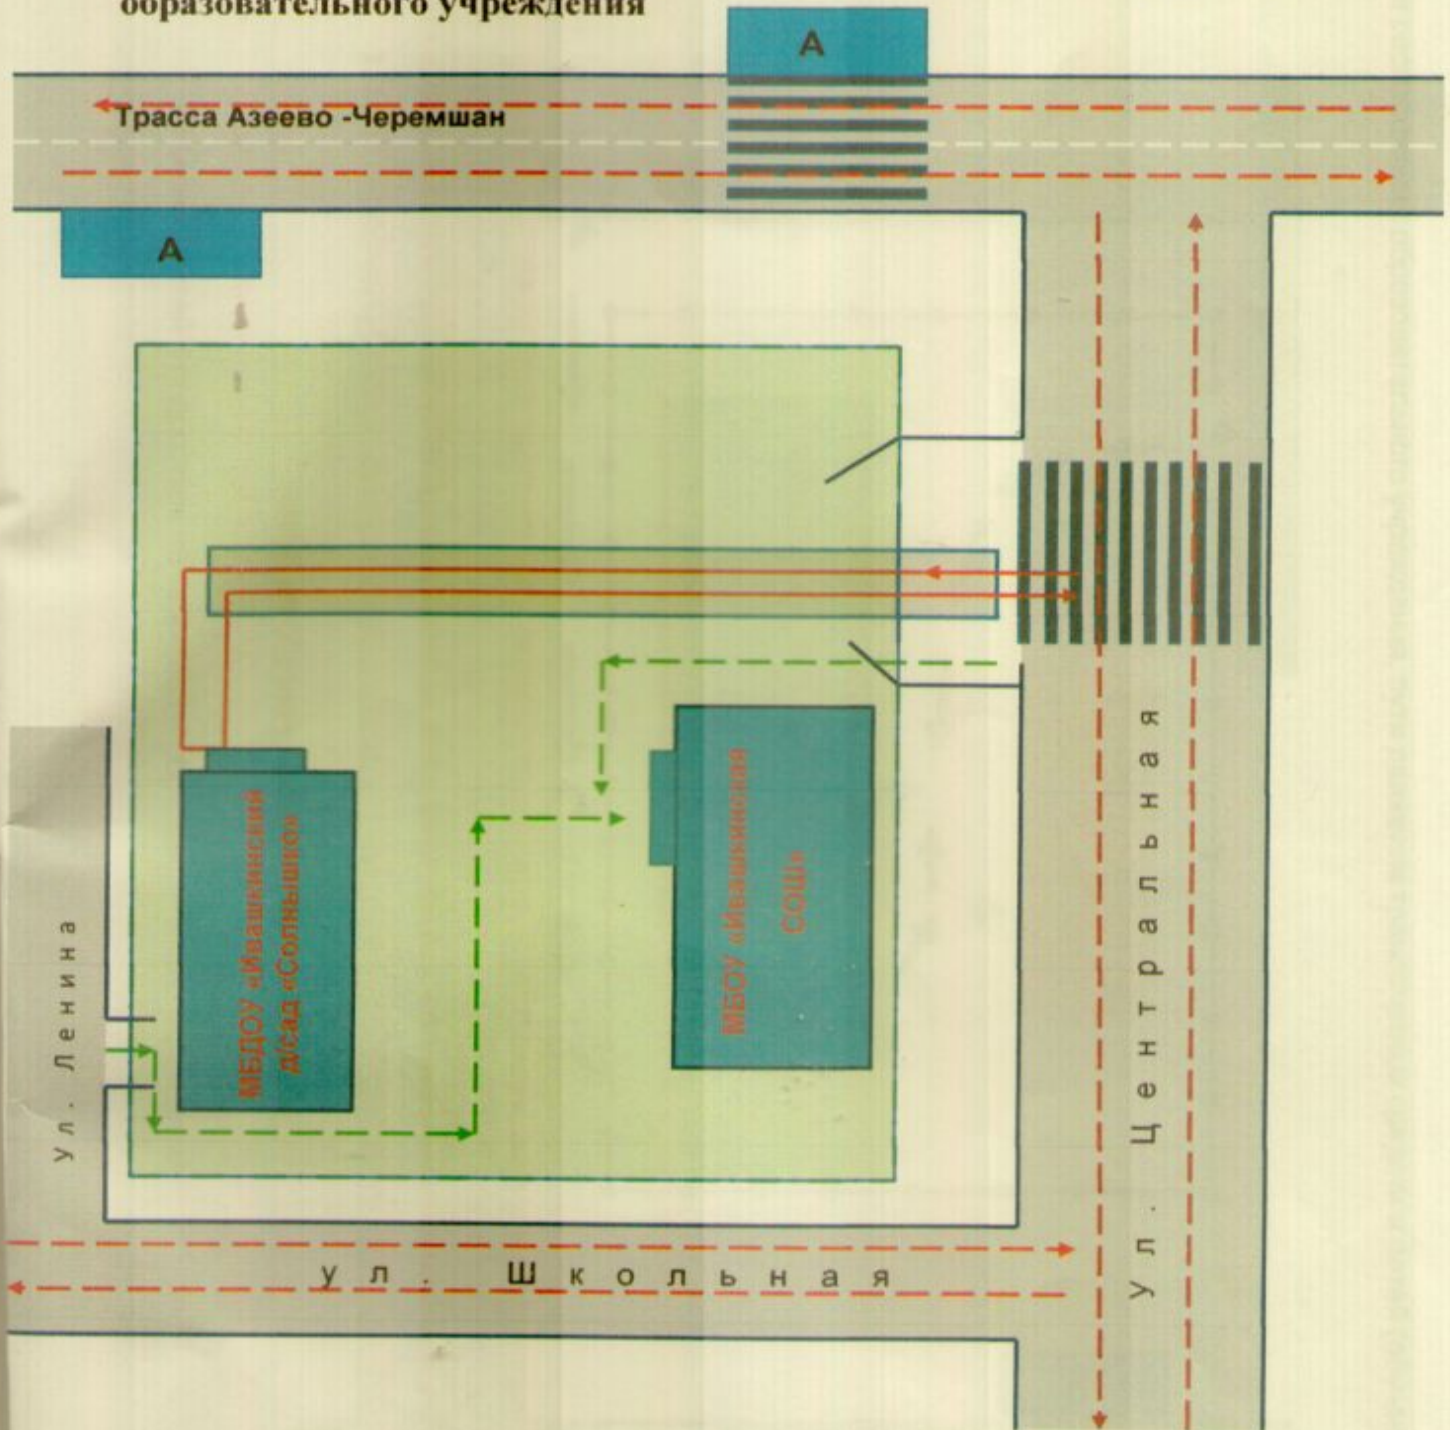 образовательного учреждения
А
Трасса Азеево -Черемшан
А
МБДОУ «Ивашкинский
д/сад «Солнышко»
МБОУ «Ивашкинская
СОШ»
Ул. Ленина
Ул. Центральная
ул. Школьная